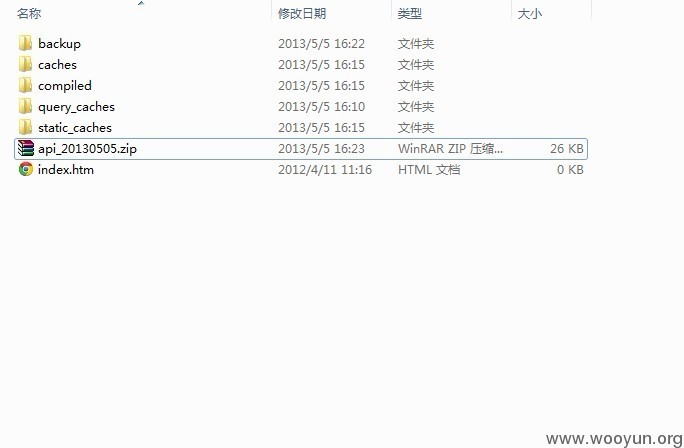 名称 修改日期 类型 大小
backup 2013/5/5 16:22 文件夹
caches 2013/5/5 16:15 文件夹
compiled 2013/5/5 16:15 文件夹
query_caches 2013/5/5 16:10 文件夹
static_caches 2013/5/5 16:15 文件夹
api_20130505.zip 2013/5/5 16:23 WinRAR ZIP 压缩... 26 KB
index.htm 2012/4/11 11:16 HTML 文档 0 KB
www.wooyun.org